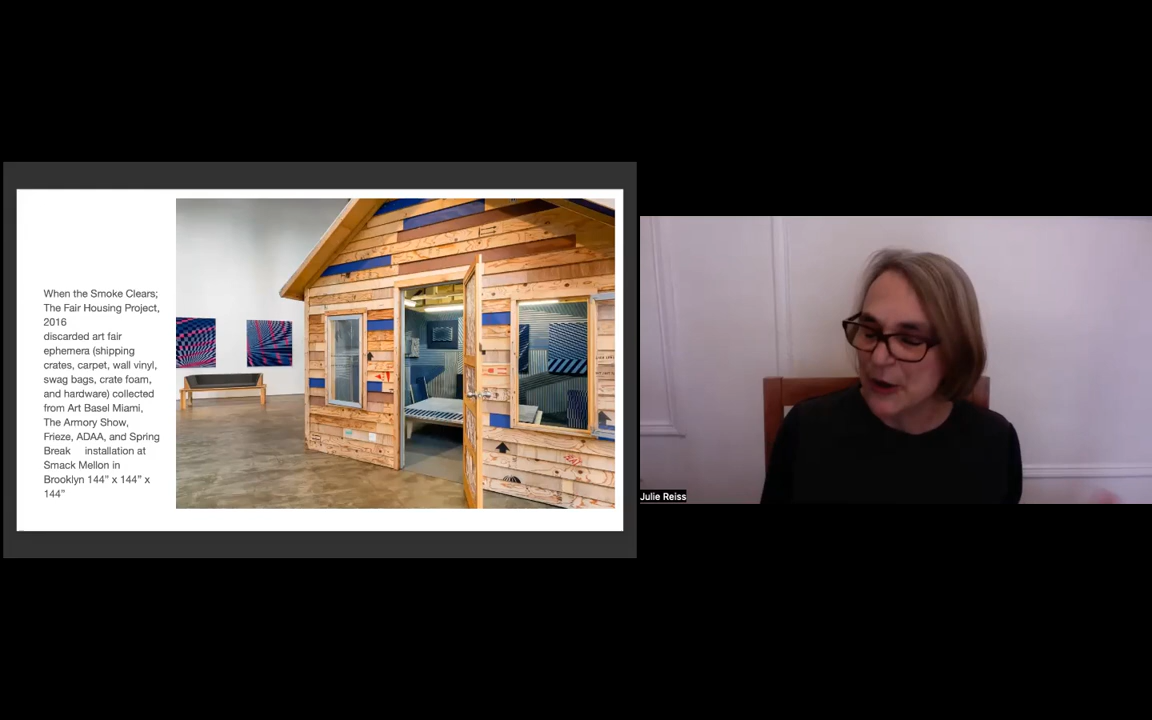 When the Smoke Clears;
The Fair Housing Project,
2016
discarded art fair
ephemera (shipping
crates, carpet, wall vinyl,
swag bags, crate foam,
and hardware) collected
from Art Basel Miami,
The Armory Show,
Frieze, ADAA, and Spring
Break     installation at
Smack Mellon in
Brooklyn 144” x 144” x
144”
Julie Reiss